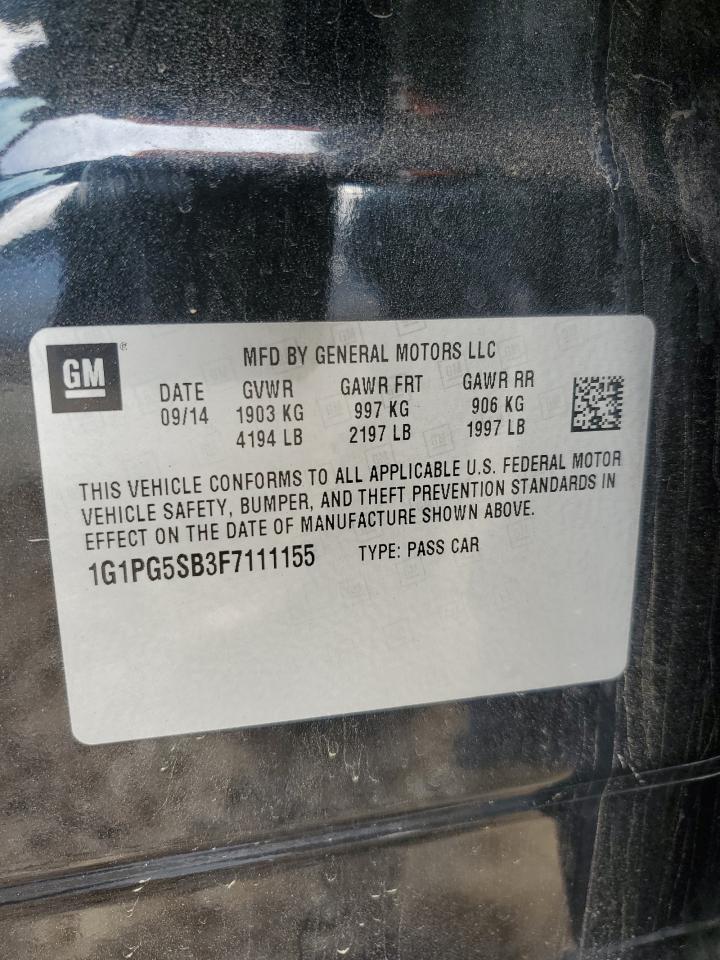 GM
®
MFD BY GENERAL MOTORS LLC
DATE GVWR GAWR FRT GAWR RR
09/14 1903 KG 997 KG 906 KG
4194 LB 2197 LB 1997 LB
THIS VEHICLE CONFORMS TO ALL APPLICABLE U.S. FEDERAL MOTOR
VEHICLE SAFETY, BUMPER, AND THEFT PREVENTION STANDARDS IN
EFFECT ON THE DATE OF MANUFACTURE SHOWN ABOVE.
1G1PG5SB3F7111155 TYPE: PASS CAR